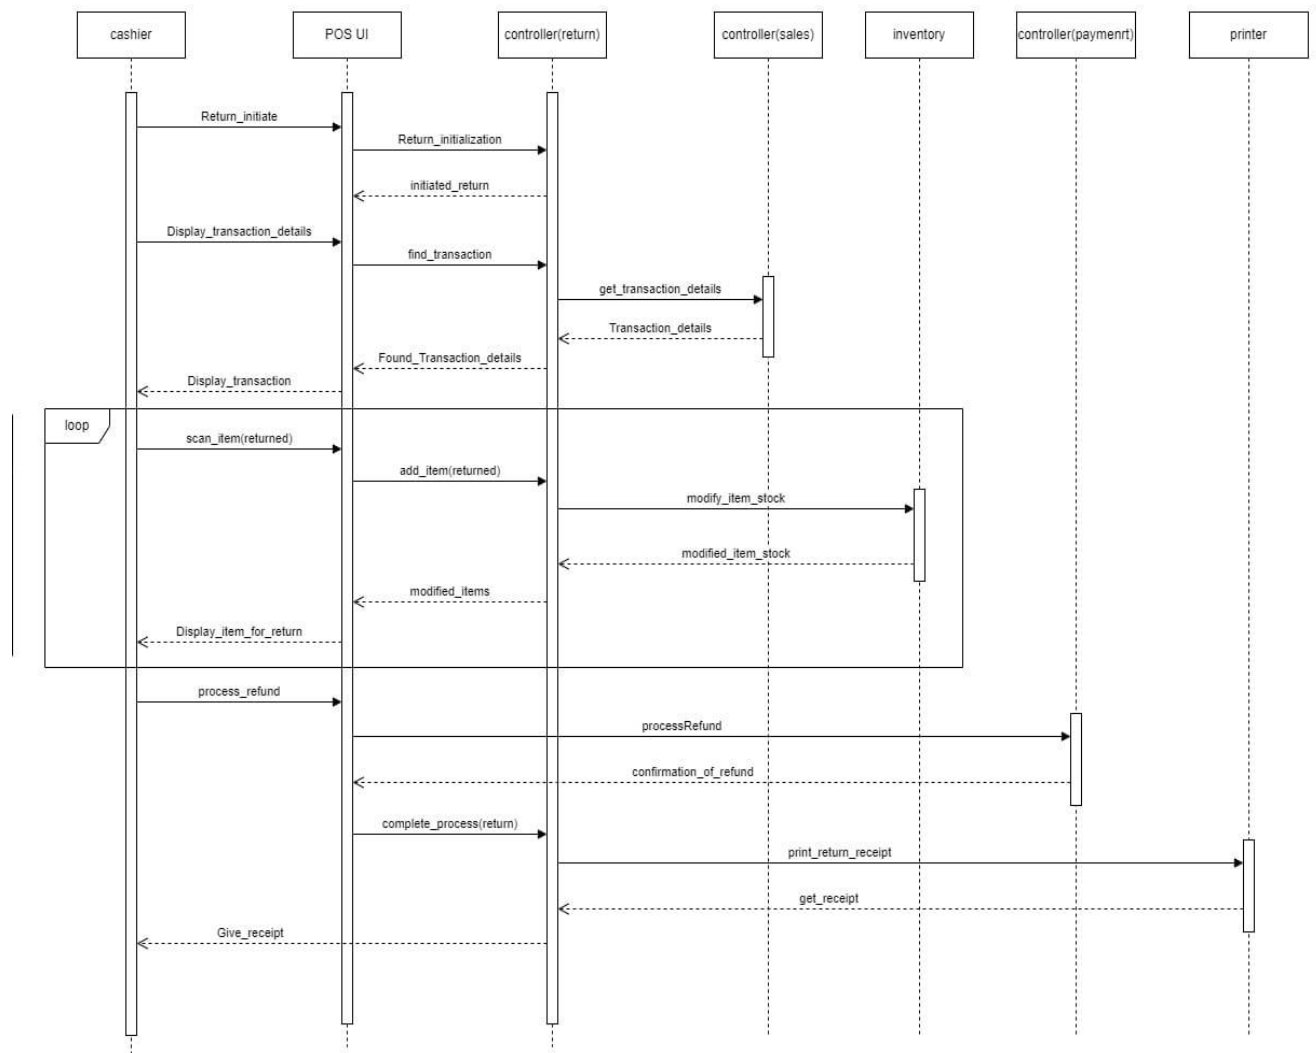 cashier
POS UI
controller(return)
controller(sales)
inventory
controller(paymenrt)
printer
Return_initiate
Return_initialization
initiated_return
Display_transaction_details
find_transaction
get_transaction_details
Transaction_details
Found_Transaction_details
Display_transaction
loop
scan_item(returned)
add_item(returned)
modify_item_stock
modified_item_stock
modified_items
Display_item_for_return
process_refund
processRefund
confirmation_of_refund
complete_process(return)
print_return_receipt
get_receipt
Give_receipt